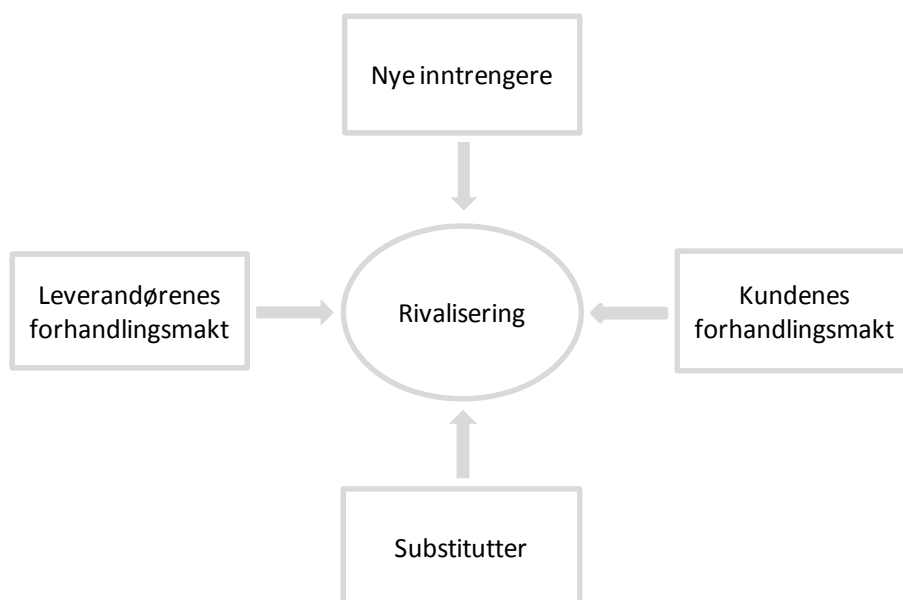 Nye inntrengere
Leverandørenes
forhandlingsmakt
Rivalisering
Kundenes
forhandlingsmakt
Substitutter